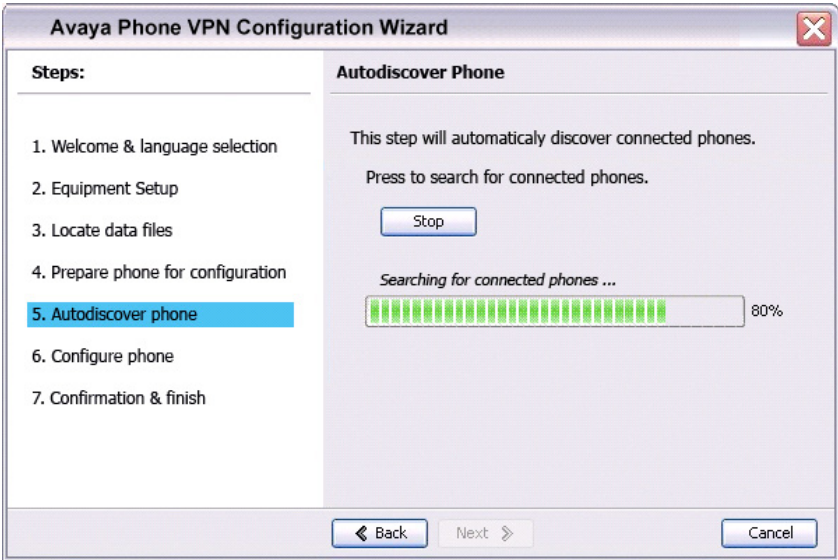 Avaya Phone VPN Configuration Wizard
Steps:
1. Welcome & language selection
2. Equipment Setup
3. Locate data files
4. Prepare phone for configuration
5. Autodiscover phone
6. Configure phone
7. Confirmation & finish
Autodiscover Phone
This step will automaticaly discover connected phones.
Press to search for connected phones.
Stop
Searching for connected phones ...
80%
Back
Next
Cancel